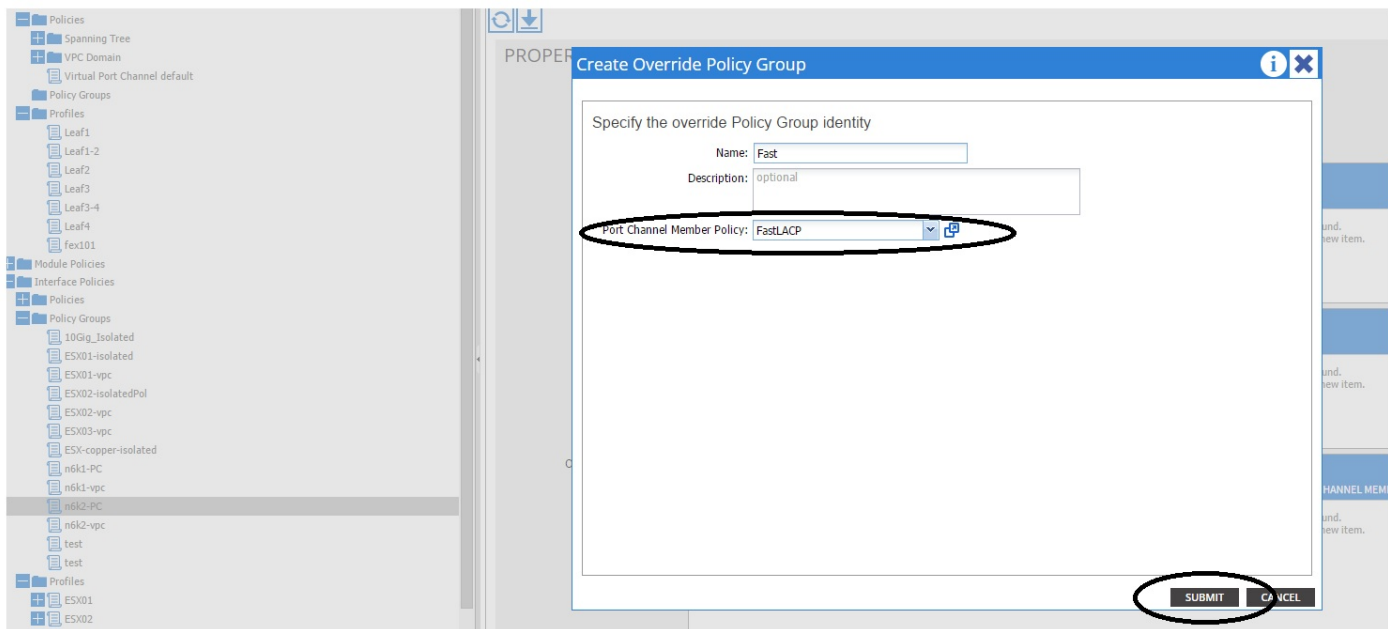 Policies
Spanning Tree
VPC Domain
Virtual Port Channel default
Policy Groups
Profiles
Leaf1
Leaf1-2
Leaf2
Leaf3
Leaf3-4
Leaf4
fex101
Module Policies
Interface Policies
Policies
Policy Groups
10Gig_Isolated
ESX01-isolated
ESX01-vpc
ESX02-isolatedPol
ESX02-vpc
ESX03-vpc
ESX-copper-isolated
n6k1-PC
n6k1-vpc
n6k2-PC
n6k2-vpc
test
test
Profiles
ESX01
ESX02
PROPER
Create Override Policy Group
i
Specify the override Policy Group identity
Name: Fast
Description: optional
Port Channel Member Policy: FastLACP
SUBMIT CANCEL
und.
new item.
und.
new item.
HANNEL MEM
und.
new item.